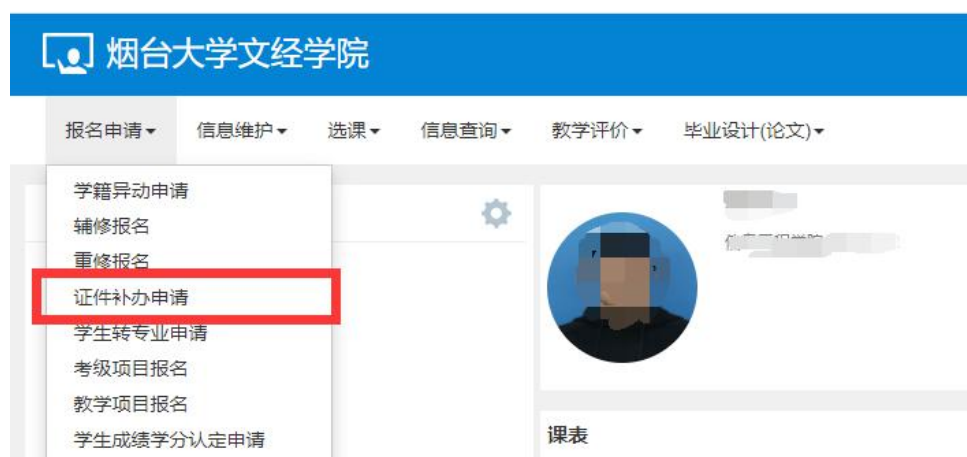 烟台大学文经学院
报名申请 信息维护 选课 信息查询 教学评价 毕业设计(论文)
学籍异动申请
辅修报名
重修报名
证件补办申请
学生转专业申请
考级项目报名
教学项目报名
学生成绩学分认定申请
课表